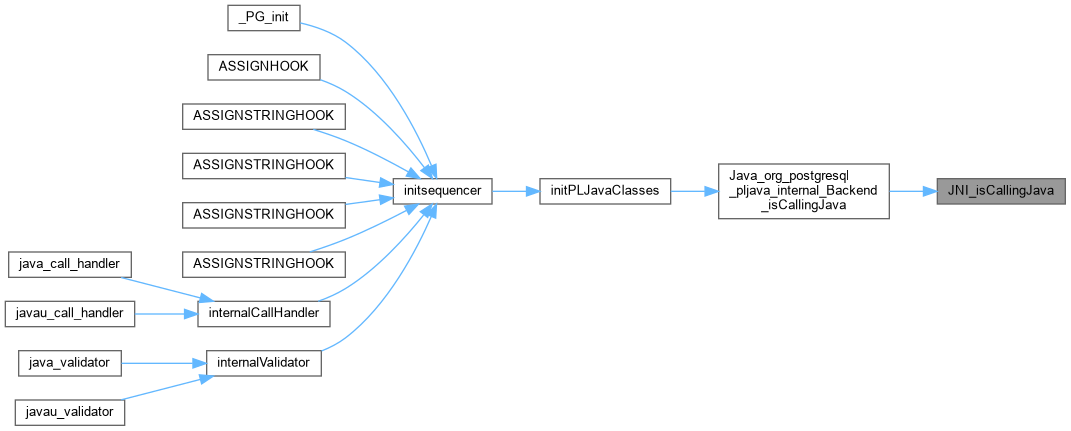 _PG_init
ASSIGNHOOK
ASSIGNSTRINGHOOK
ASSIGNSTRINGHOOK
ASSIGNSTRINGHOOK
ASSIGNSTRINGHOOK
java_call_handler
javau_call_handler
internalCallHandler
java_validator
javau_validator
internalValidator
initsequencer
initPLJavaClasses
Java_org_postgresql
_pljava_internal_Backend
_isCallingJava
JNI_isCallingJava